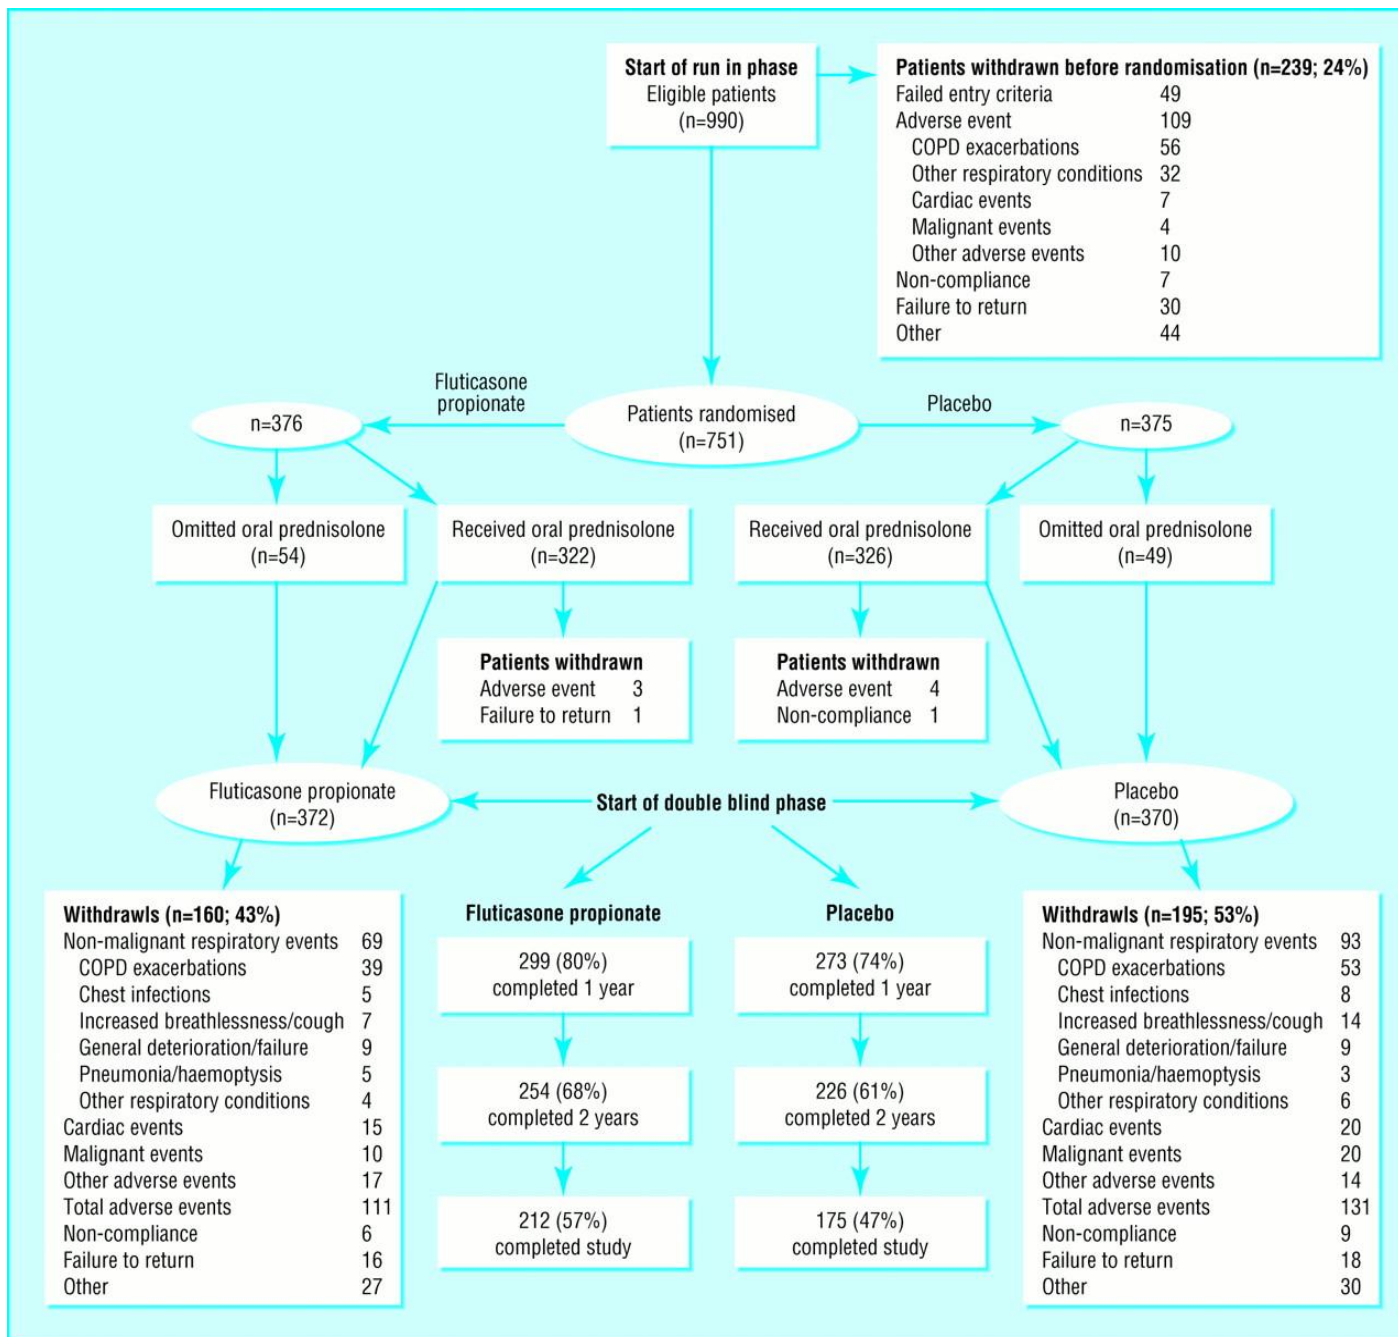 Start of run in phase
Eligible patients
(n=990)
Patients withdrawn before randomisation (n=239; 24%)
Failed entry criteria 49
Adverse event 109
COPD exacerbations 56
Other respiratory conditions 32
Cardiac events 7
Malignant events 4
Other adverse events 10
Non-compliance 7
Failure to return 30
Other 44
Fluticasone
propionate
Placebo
n=376
Patients randomised
(n=751)
n=375
Omitted oral prednisolone
(n=54)
Received oral prednisolone
(n=322)
Received oral prednisolone
(n=326)
Omitted oral prednisolone
(n=49)
Patients withdrawn
Adverse event 3
Failure to return 1
Patients withdrawn
Adverse event 4
Non-compliance 1
Fluticasone propionate
(n=372)
Start of double blind phase
Placebo
(n=370)
Withdrawls (n=160; 43%)
Non-malignant respiratory events 69
COPD exacerbations 39
Chest infections 5
Increased breathlessness/cough 7
General deterioration/failure 9
Pneumonia/haemoptysis 5
Other respiratory conditions 4
Cardiac events 15
Malignant events 10
Other adverse events 17
Total adverse events 111
Non-compliance 6
Failure to return 16
Other 27
Fluticasone propionate
299 (80%)
completed 1 year
254 (68%)
completed 2 years
212 (57%)
completed study
Placebo
273 (74%)
completed 1 year
226 (61%)
completed 2 years
175 (47%)
completed study
Withdrawls (n=195; 53%)
Non-malignant respiratory events 93
COPD exacerbations 53
Chest infections 8
Increased breathlessness/cough 14
General deterioration/failure 9
Pneumonia/haemoptysis 3
Other respiratory conditions 6
Cardiac events 20
Malignant events 20
Other adverse events 14
Total adverse events 131
Non-compliance 9
Failure to return 18
Other 30